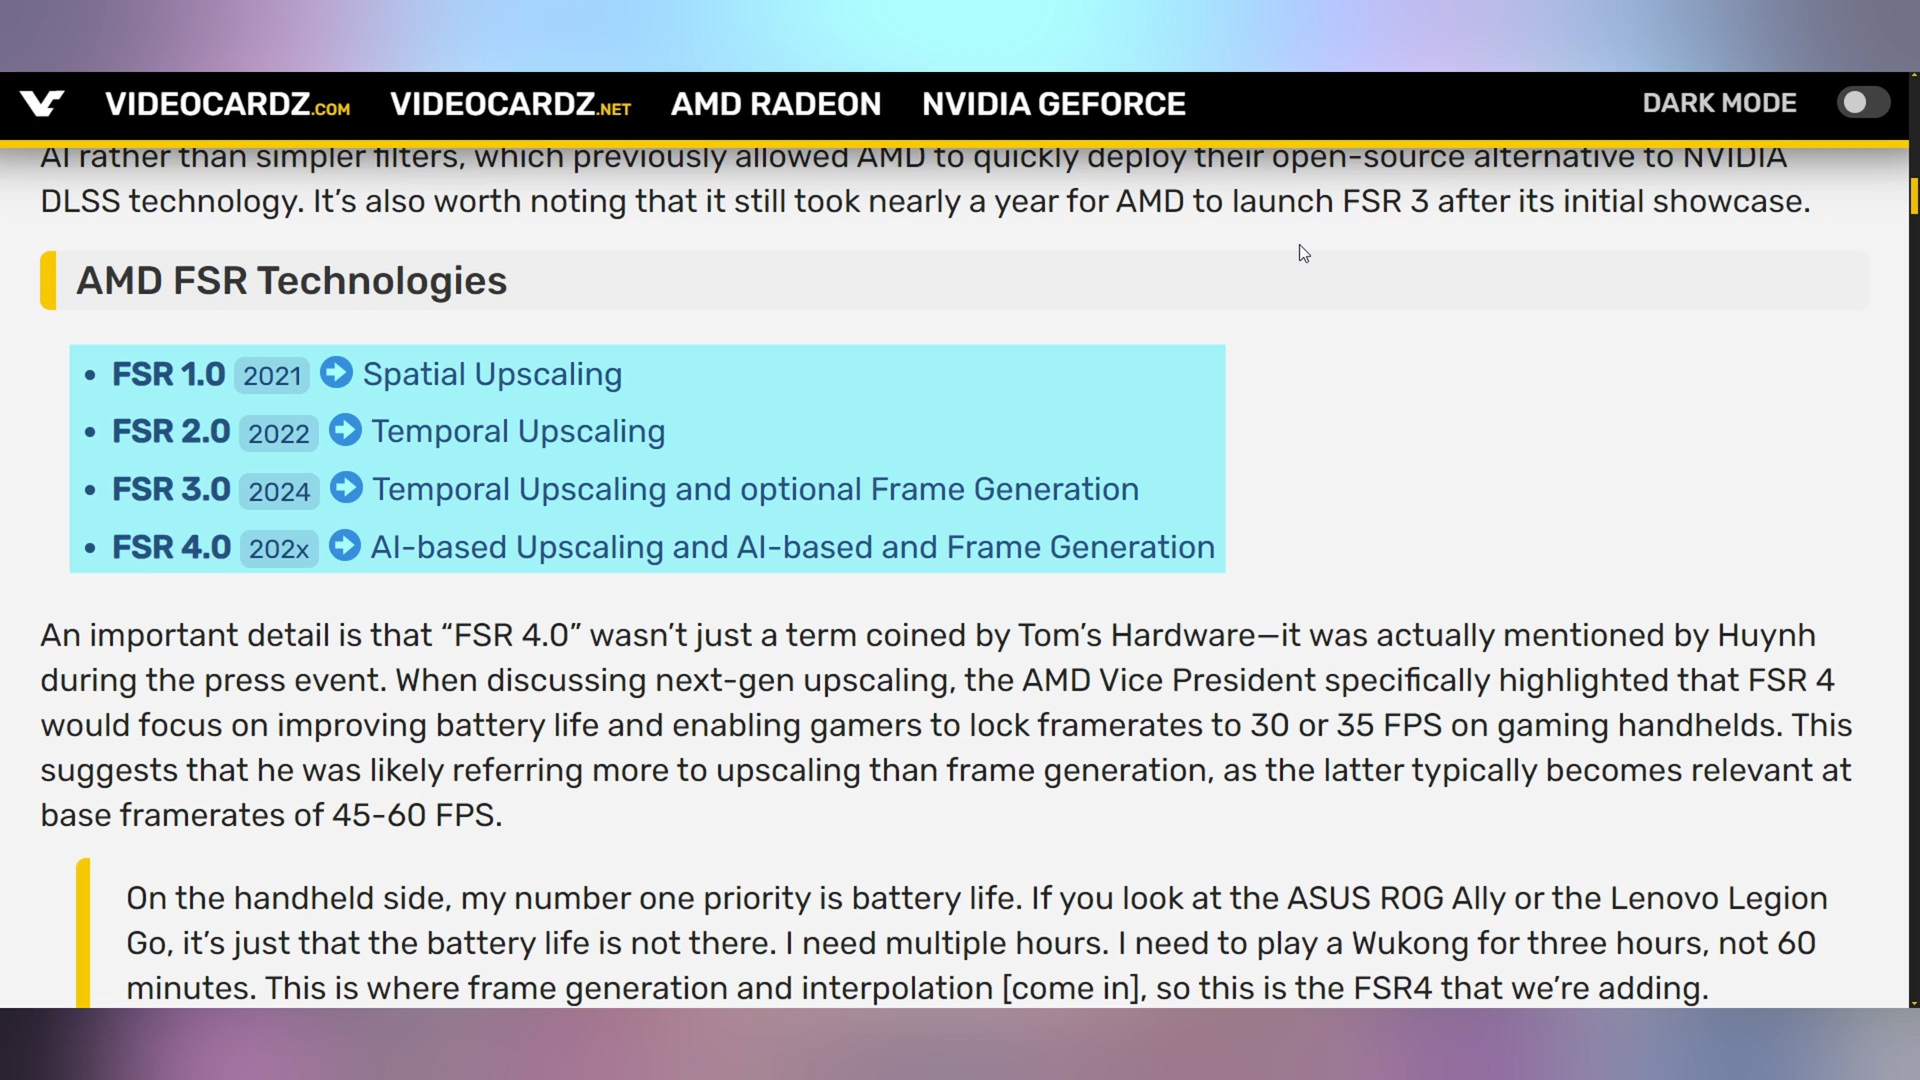 VIDEOCARDZ.COM VIDEOCARDZ.NET AMD RADEON NVIDIA GEFORCE DARK MODE
AI rather than simpler filters, which previously allowed AMD to quickly deploy their open-source alternative to NVIDIA
DLSS technology. It’s also worth noting that it still took nearly a year for AMD to launch FSR 3 after its initial showcase.
AMD FSR Technologies
• FSR 1.0 2021 ➡ Spatial Upscaling
• FSR 2.0 2022 ➡ Temporal Upscaling
• FSR 3.0 2024 ➡ Temporal Upscaling and optional Frame Generation
• FSR 4.0 202x ➡ AI-based Upscaling and AI-based and Frame Generation
An important detail is that “FSR 4.0” wasn’t just a term coined by Tom’s Hardware—it was actually mentioned by Huynh
during the press event. When discussing next-gen upscaling, the AMD Vice President specifically highlighted that FSR 4
would focus on improving battery life and enabling gamers to lock framerates to 30 or 35 FPS on gaming handhelds. This
suggests that he was likely referring more to upscaling than frame generation, as the latter typically becomes relevant at
base framerates of 45-60 FPS.
On the handheld side, my number one priority is battery life. If you look at the ASUS ROG Ally or the Lenovo Legion
Go, it’s just that the battery life is not there. I need multiple hours. I need to play a Wukong for three hours, not 60
minutes. This is where frame generation and interpolation [come in], so this is the FSR4 that we’re adding.